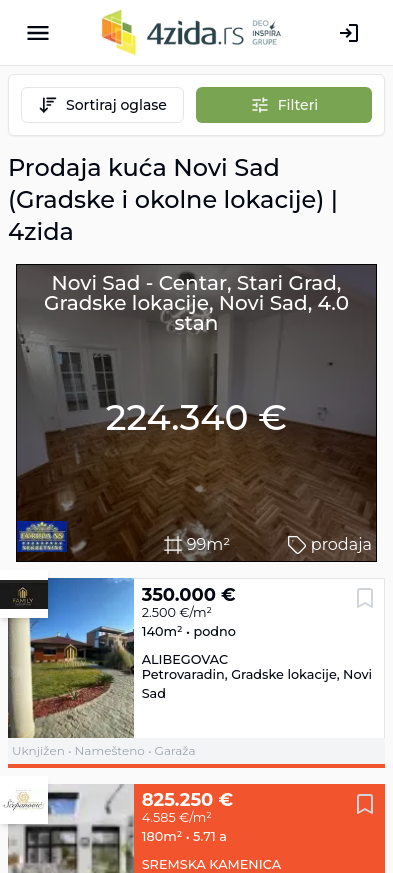 4zida.rs
DEO
INSPIRA
GRUPE
Sortiraj oglase
Filteri
Prodaja kuća Novi Sad
(Gradske i okolne lokacije) |
4zida
Novi Sad - Centar, Stari Grad,
Gradske lokacije, Novi Sad, 4.0
stan
224.340 €
99m²
prodaja
FAMILY
350.000 €
2.500 €/m²
140m² • podno
ALIBEGOVAC
Petrovaradin, Gradske lokacije, Novi
Sad
Uknjižen • Namešteno • Garaža
Šćepanović
825.250 €
4.585 €/m²
180m² • 5.71 a
SREMSKA KAMENICA